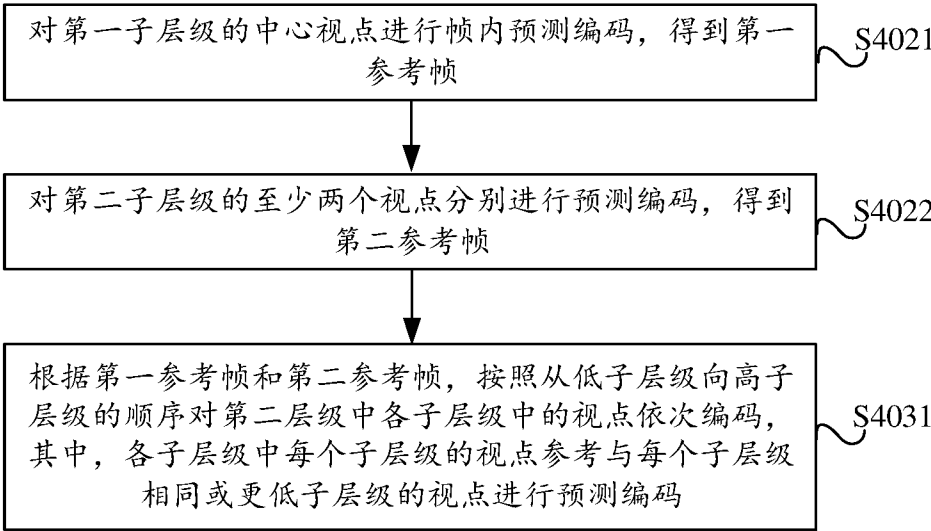 对第一子层级的中心视点进行帧内预测编码，得到第一
参考帧
S4021
对第二子层级的至少两个视点分别进行预测编码，得到
第二参考帧
S4022
根据第一参考帧和第二参考帧，按照从低子层级向高子
层级的顺序对第二层级中各子层级中的视点依次编码，
其中，各子层级中每个子层级的视点参考与每个子层级
相同或更低子层级的视点进行预测编码
S4031